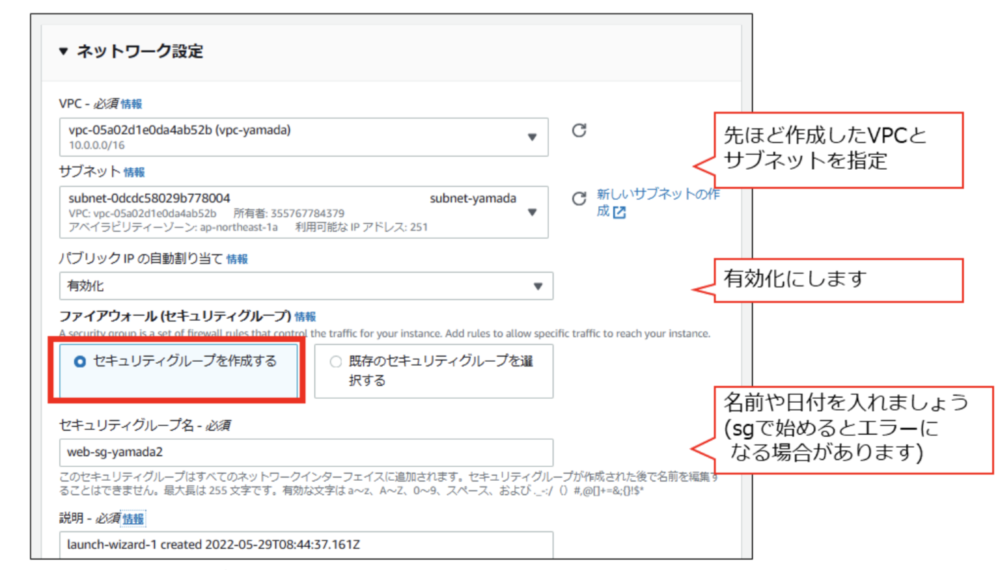 ▼ ネットワーク設定
VPC - 必須 情報
vpc-05a02d1e0da4ab52b (vpc-yamada)
10.0.0.0/16
先ほど作成したVPCと
サブネットを指定
サブネット 情報
subnet-0dcdc58029b778004 subnet-yamada
VPC: vpc-05a02d1e0da4ab52b 所有者: 355767784379
アベイラビリティーゾーン: ap-northeast-1a 利用可能な IP アドレス: 251
新しいサブネットの作
成
パブリック IP の自動割り当て 情報
有効化
有効化にします
ファイアウォール (セキュリティグループ) 情報
A security group is a set of firewall rules that control the traffic for your instance. Add rules to allow specific traffic to reach your instance.
セキュリティグループを作成する
既存のセキュリティグループを選
択する
名前や日付を入れましょう
(sgで始めるとエラーに
なる場合があります)
セキュリティグループ名 - 必須
web-sg-yamada2
このセキュリティグループはすべてのネットワークインターフェイスに追加されます。セキュリティグループが作成された後で名前を編集す
ることはできません。最大長は 255 文字です。有効な文字は a～z、A～Z、0～9、スペース、および ._-:/（）#,@[]+=&;{}!$*
説明 - 必須 情報
launch-wizard-1 created 2022-05-29T08:44:37.161Z